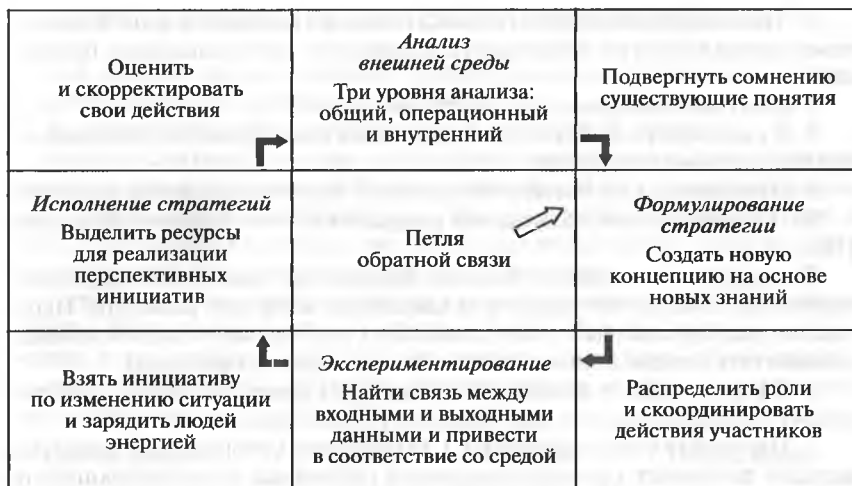 Оценить
и скорректировать
свои действия
Анализ
внешней среды
Три уровня анализа:
общий, операционный
и внутренний
Подвергнуть сомнению
существующие понятия
Исполнение стратегий
Выделить ресурсы
для реализации
перспективных
инициатив
Петля
обратной связи
Формулирование
стратегии
Создать новую
концепцию на основе
новых знаний
Взять инициативу
по изменению ситуации
и зарядить людей
энергией
Экспериментирование
Найти связь между
входными и выходными
данными и привести
в соответствие со средой
Распределить роли
и скоординировать
действия участников